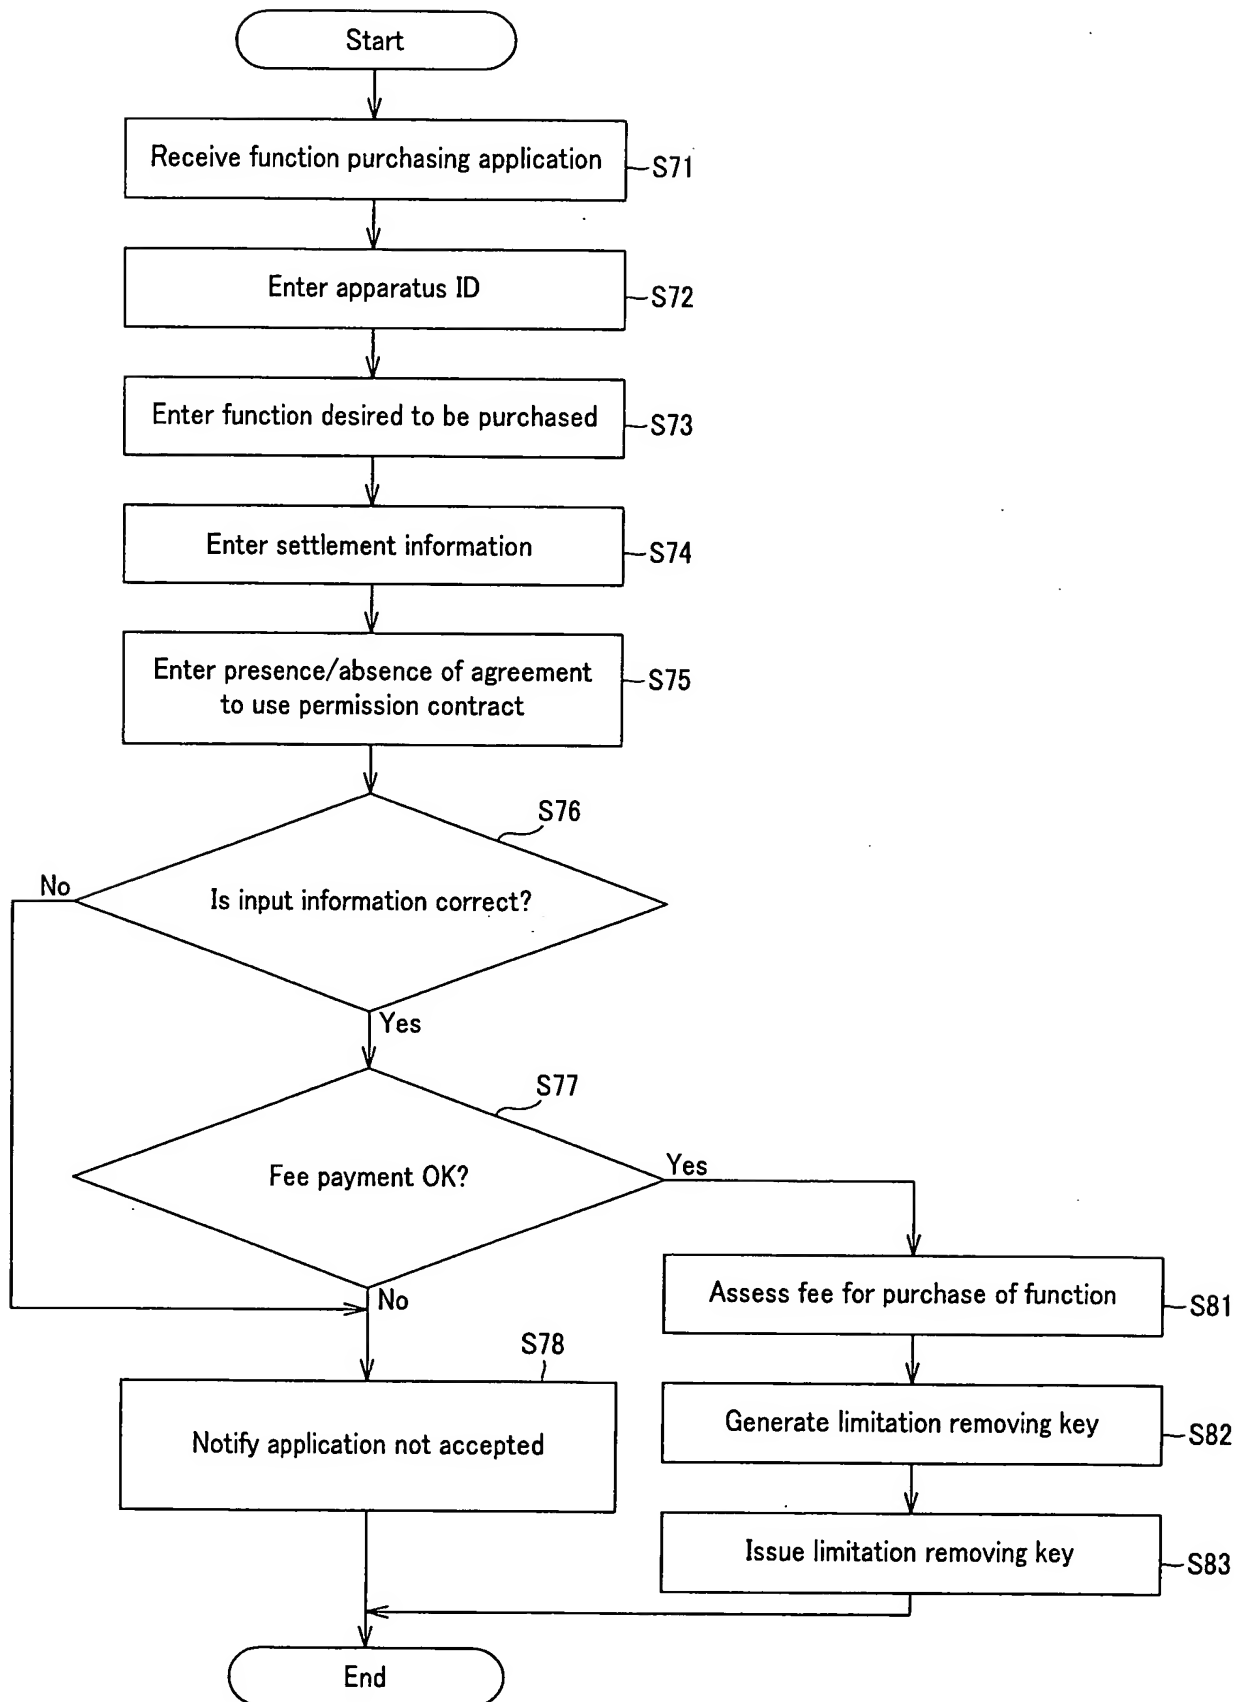 Start
Receive function purchasing application
S71
Enter apparatus ID
S72
Enter function desired to be purchased
S73
Enter settlement information
S74
Enter presence/absence of agreement
to use permission contract
S75
S76
No
Is input information correct?
Yes
S77
Fee payment OK?
Yes
No
Assess fee for purchase of function
S81
S78
Notify application not accepted
Generate limitation removing key
S82
Issue limitation removing key
S83
End